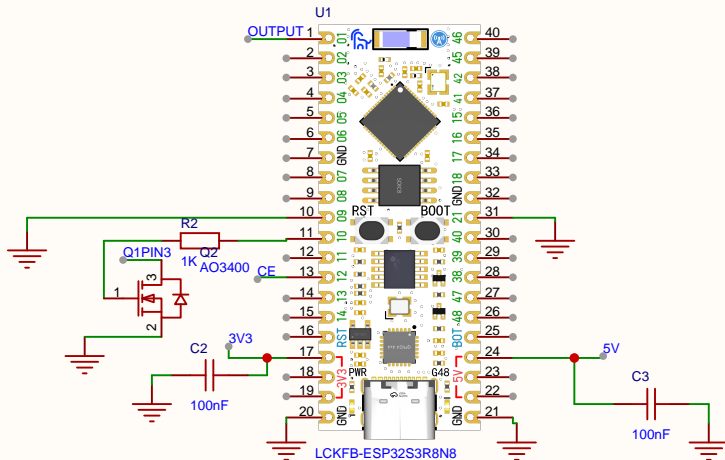 U1
OUTPUT 1 01 46 40
2 02 45 39
3 03 42 38
4 04 41 37
5 05 15 36
6 06 16 35
7 GND 17 34
8 07 18 33
9 08 GND 32
10 09 21 31
RST BOOT
R2
11 10 40 30
1K
Q2
AO3400
Q1PIN3
3
1
2
12 11 39 29
CE 13 12 38 28
14 13 47 27
15 14 48 26
16 RST BOT 25
3V3
17 24
5V
18 3V3 PWR G48 5V 23
19 22
20 GND GND 21
C2
100nF
C3
100nF
LCKFB-ESP32S3R8N8